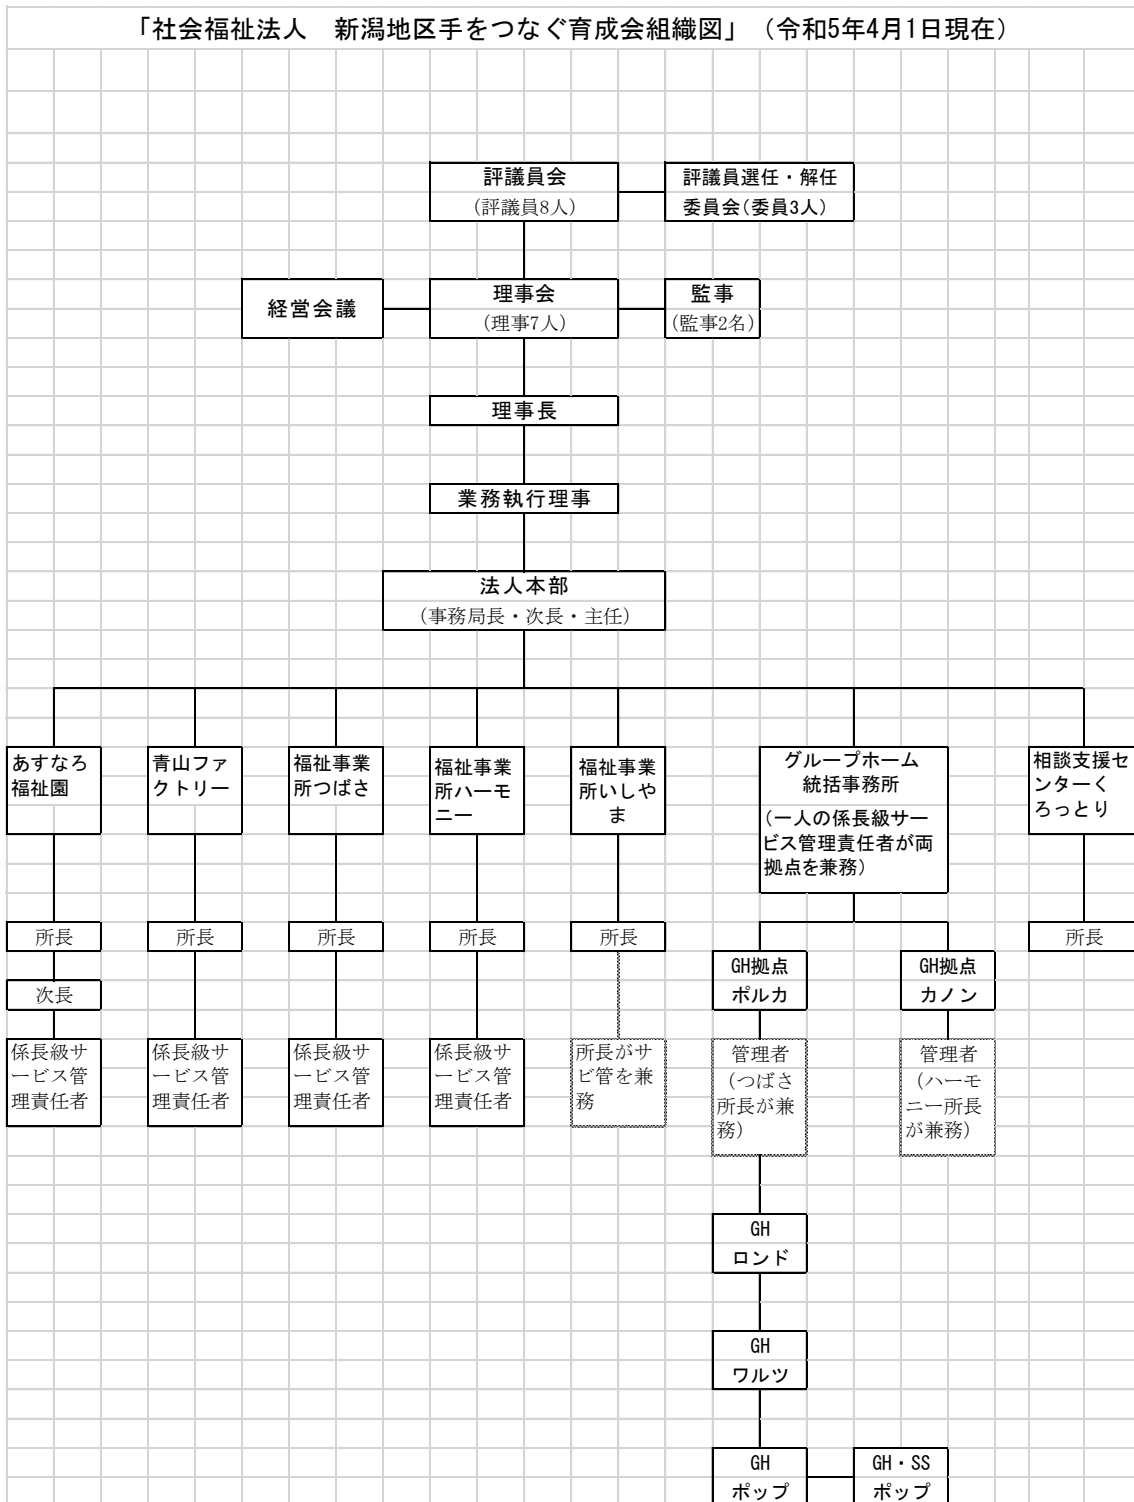 「社会福祉法人　新潟地区手をつなぐ育成会組織図」（令和5年4月1日現在）
評議員会
（評議員8人）
評議員選任・解任
委員会（委員3人）
経営会議
理事会
（理事7人）
監事
（監事2名）
理事長
業務執行理事
法人本部
（事務局長・次長・主任）
あすなろ
福祉園
青山ファ
クトリー
福祉事業
所つばさ
福祉事業
所ハーモ
ニー
福祉事業
所いしや
ま
グループホーム
統括事務所
（一人の係長級サー
ビス管理責任者が両
拠点を兼務）
相談支援セ
ンターく
ろっとり
所長
所長
所長
所長
所長
所長
次長
GH拠点
ポルカ
GH拠点
カノン
係長級サ
ービス管
理責任者
係長級サ
ービス管
理責任者
係長級サ
ービス管
理責任者
係長級サ
ービス管
理責任者
所長がサ
ビ管を兼
務
管理者
（つばさ
所長が兼
務）
管理者
（ハーモ
ニー所長
が兼務）
GH
ロンド
GH
ワルツ
GH
ポップ
GH・SS
ポップ